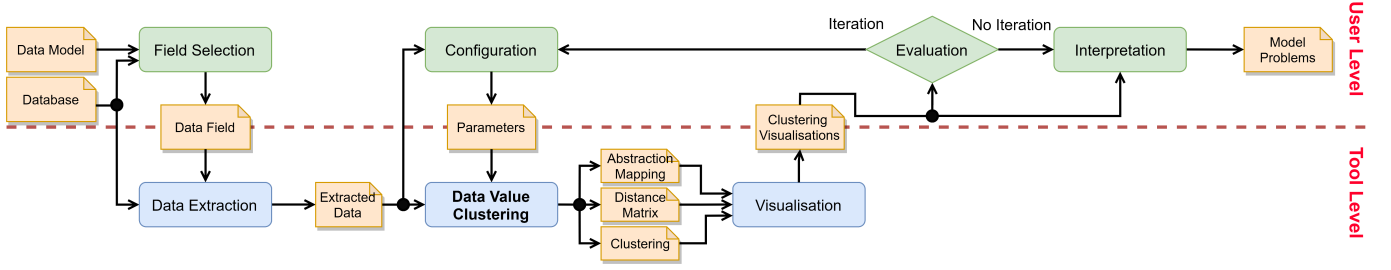 Data Model
Database
Field Selection
Data Field
Data Extraction
Extracted
Data
Configuration
Parameters
Data Value
Clustering
Abstraction
Mapping
Distance
Matrix
Clustering
Visualisation
Clustering
Visualisations
Iteration
Evaluation
No Iteration
Interpretation
Model
Problems
User Level
Tool Level